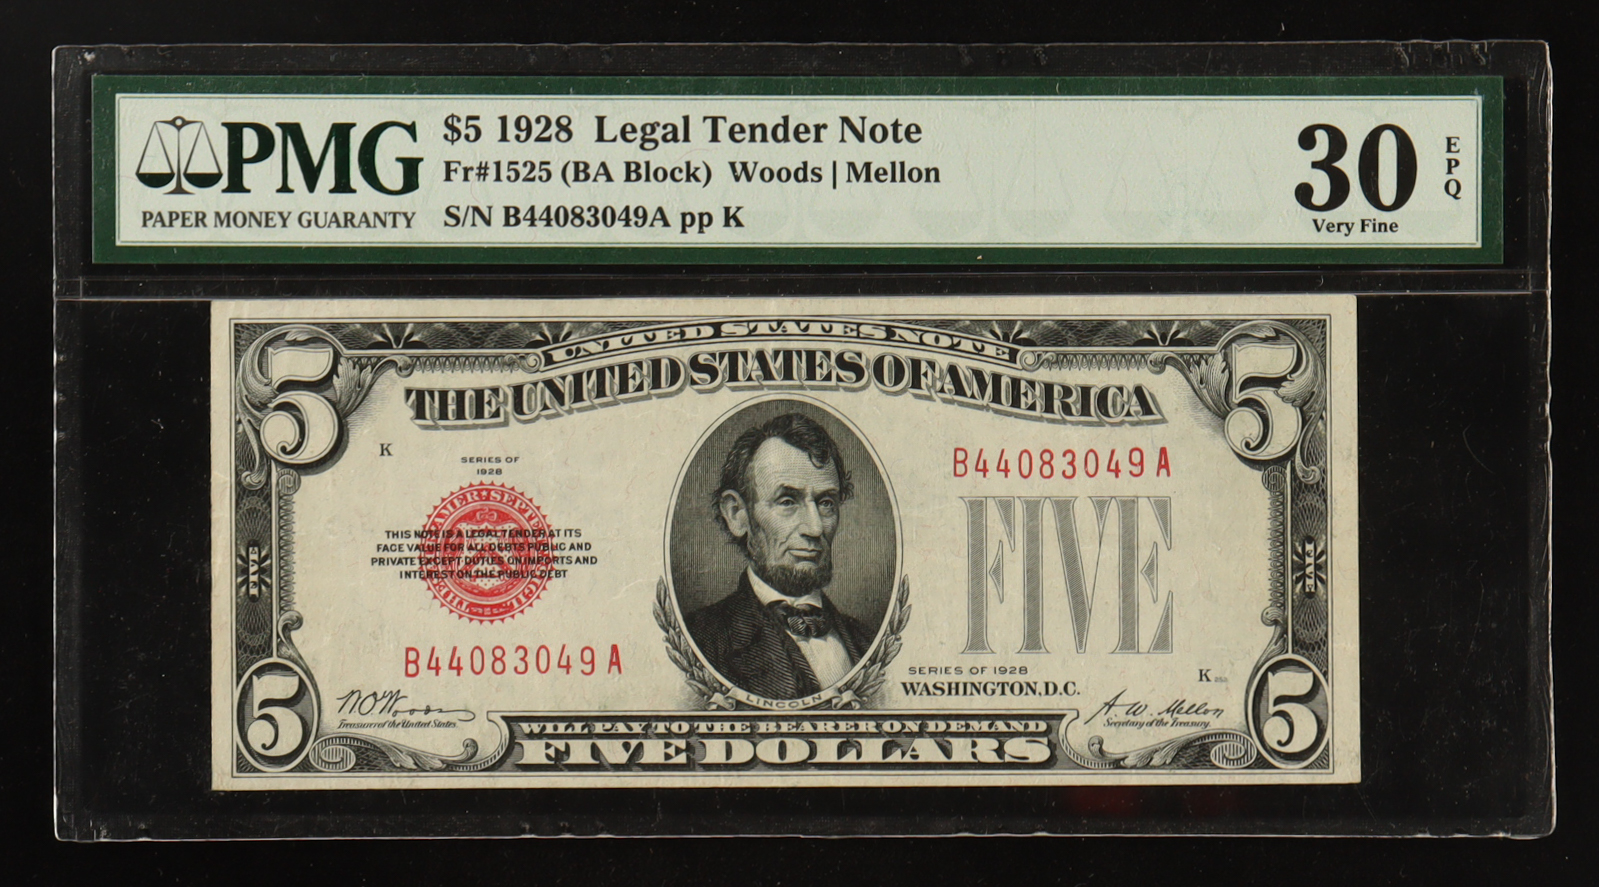 PMG
PAPER MONEY GUARANTY
$5 1928 Legal Tender Note
Fr#1525 (BA Block) Woods | Mellon
S/N B44083049A pp K
30
Very Fine
EPQ
UNITED STATES NOTE
THE UNITED STATES OF AMERICA
5
5
K
SERIES OF
1928
B44083049A
THIS NOTE IS A LEGAL TENDER AT ITS
FACE VALUE FOR ALL DEBTS PUBLIC AND
PRIVATE EXCEPT DUTIES ON IMPORTS AND
INTEREST ON THE PUBLIC DEBT
FIVE
FIVE
FIVE
B44083049A
SERIES OF 1928
WASHINGTON, D.C.
K
LINCOLN
W O Woods
Treasurer of the United States.
A. W. Mellon
Secretary of the Treasury.
5
5
WILL PAY TO THE BEARER ON DEMAND
FIVE DOLLARS